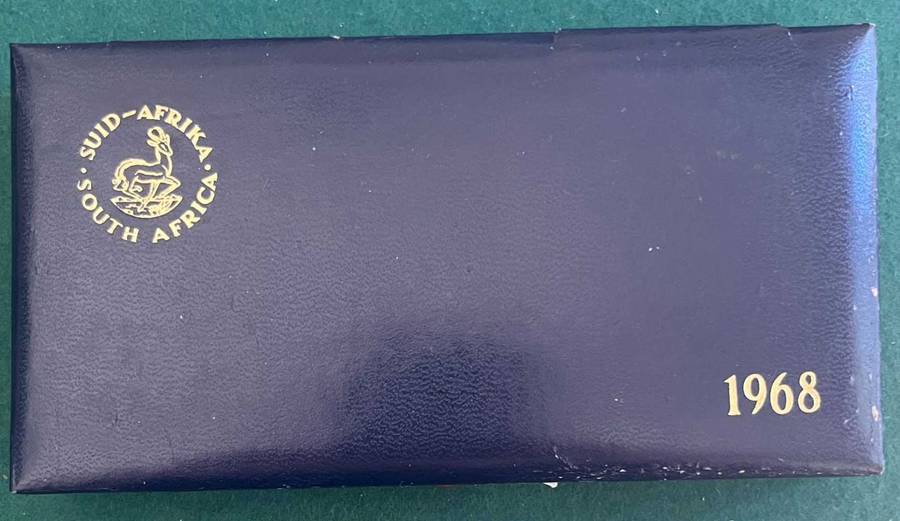 SUID-AFRIKA · SOUTH AFRICA ·
1968